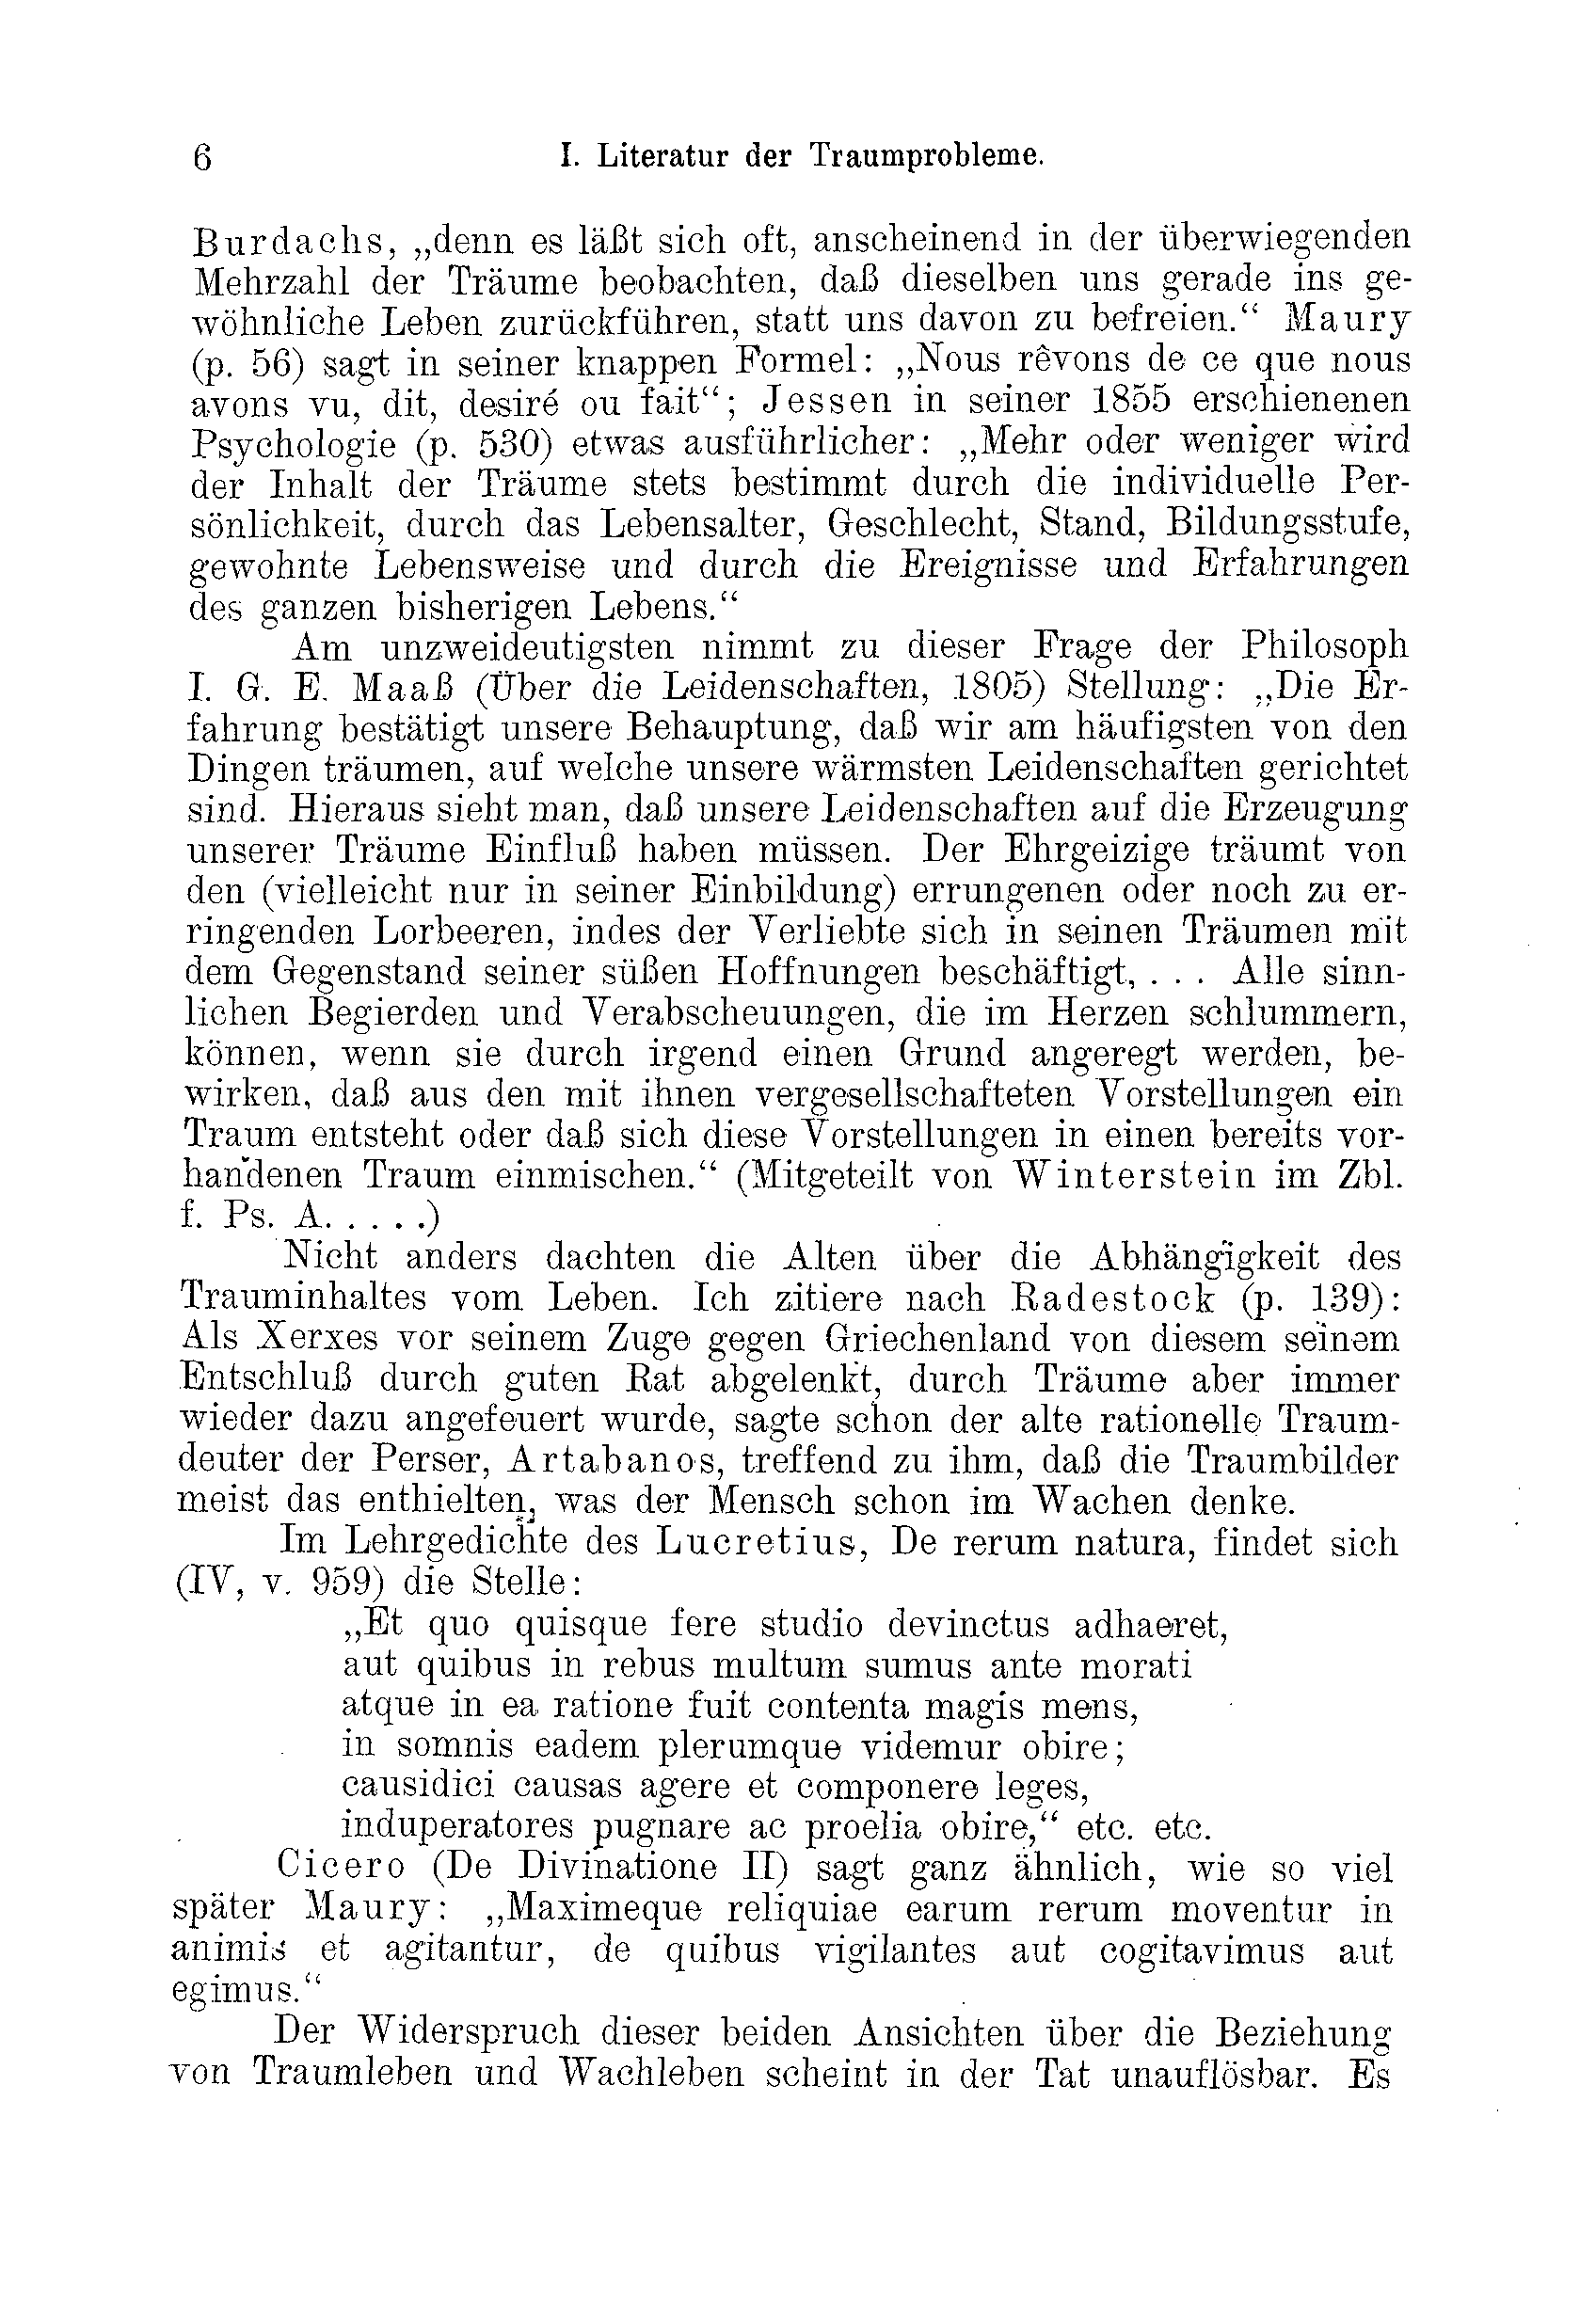 6 I. Literatur der Traumprobleme.
Burdachs, „denn es läßt sich oft, anscheinend in der überwiegenden
Mehrzahl der Träume beobachten, daß dieselben uns gerade ins ge-
wöhnliche Leben zurückführen, statt uns davon zu befreien.“ Maury
(p. 56) sagt in seiner knappen Formel: „Nous rêvons de ce que nous
avons vu, dit, desiré ou fait“; Jessen in seiner 1855 erschienenen
Psychologie (p. 530) etwas ausführlicher: „Mehr oder weniger wird
der Inhalt der Träume stets bestimmt durch die individuelle Per-
sönlichkeit, durch das Lebensalter, Geschlecht, Stand, Bildungsstufe,
gewohnte Lebensweise und durch die Ereignisse und Erfahrungen
des ganzen bisherigen Lebens.“
Am unzweideutigsten nimmt zu dieser Frage der Philosoph
I. G. E. Maaß (Über die Leidenschaften, 1805) Stellung: „Die Er-
fahrung bestätigt unsere Behauptung, daß wir am häufigsten von den
Dingen träumen, auf welche unsere wärmsten Leidenschaften gerichtet
sind. Hieraus sieht man, daß unsere Leidenschaften auf die Erzeugung
unserer Träume Einfluß haben müssen. Der Ehrgeizige träumt von
den (vielleicht nur in seiner Einbildung) errungenen oder noch zu er-
ringenden Lorbeeren, indes der Verliebte sich in seinen Träumen mit
dem Gegenstand seiner süßen Hoffnungen beschäftigt, . . . Alle sinn-
lichen Begierden und Verabscheuungen, die im Herzen schlummern,
können, wenn sie durch irgend einen Grund angeregt werden, be-
wirken, daß aus den mit ihnen vergesellschafteten Vorstellungen ein
Traum entsteht oder daß sich diese Vorstellungen in einen bereits vor-
handenen Traum einmischen.“ (Mitgeteilt von Winterstein im Zbl.
f. Ps. A. . . . .)
Nicht anders dachten die Alten über die Abhängigkeit des
Trauminhaltes vom Leben. Ich zitiere nach Radestock (p. 139):
Als Xerxes vor seinem Zuge gegen Griechenland von diesem seinem
Entschluß durch guten Rat abgelenkt, durch Träume aber immer
wieder dazu angefeuert wurde, sagte schon der alte rationelle Traum-
deuter der Perser, Artabanos, treffend zu ihm, daß die Traumbilder
meist das enthielten, was der Mensch schon im Wachen denke.
Im Lehrgedichte des Lucretius, De rerum natura, findet sich
(IV, v. 959) die Stelle:
„Et quo quisque fere studio devinctus adhaeret,
aut quibus in rebus multum sumus ante morati
atque in ea ratione fuit contenta magis mens,
in somnis eadem plerumque videmur obire;
causidici causas agere et componere leges,
induperatores pugnare ac proelia obire,“ etc. etc.
Cicero (De Divinatione II) sagt ganz ähnlich, wie so viel
später Maury: „Maximeque reliquiae earum rerum moventur in
animis et agitantur, de quibus vigilantes aut cogitavimus aut
egimus.“
Der Widerspruch dieser beiden Ansichten über die Beziehung
von Traumleben und Wachleben scheint in der Tat unauflösbar. Es